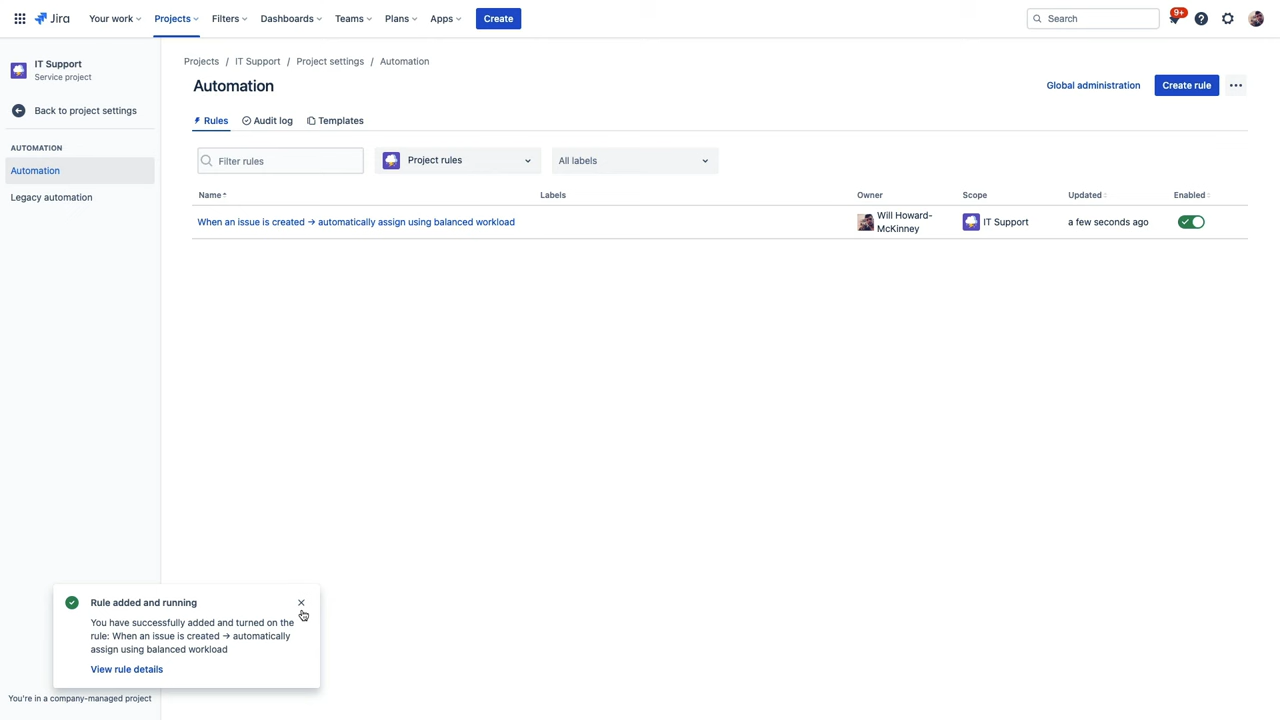 Jira Your work Projects Filters Dashboards Teams Plans Apps Create Search 9+
IT Support
Service project
Back to project settings
AUTOMATION
Automation
Legacy automation
Projects / IT Support / Project settings / Automation
Automation
Global administration Create rule
Rules Audit log Templates
Filter rules Project rules All labels
Name Labels Owner Scope Updated Enabled
When an issue is created → automatically assign using balanced workload Will Howard-
McKinney IT Support a few seconds ago
Rule added and running
You have successfully added and turned on the
rule: When an issue is created → automatically
assign using balanced workload
View rule details
You're in a company-managed project